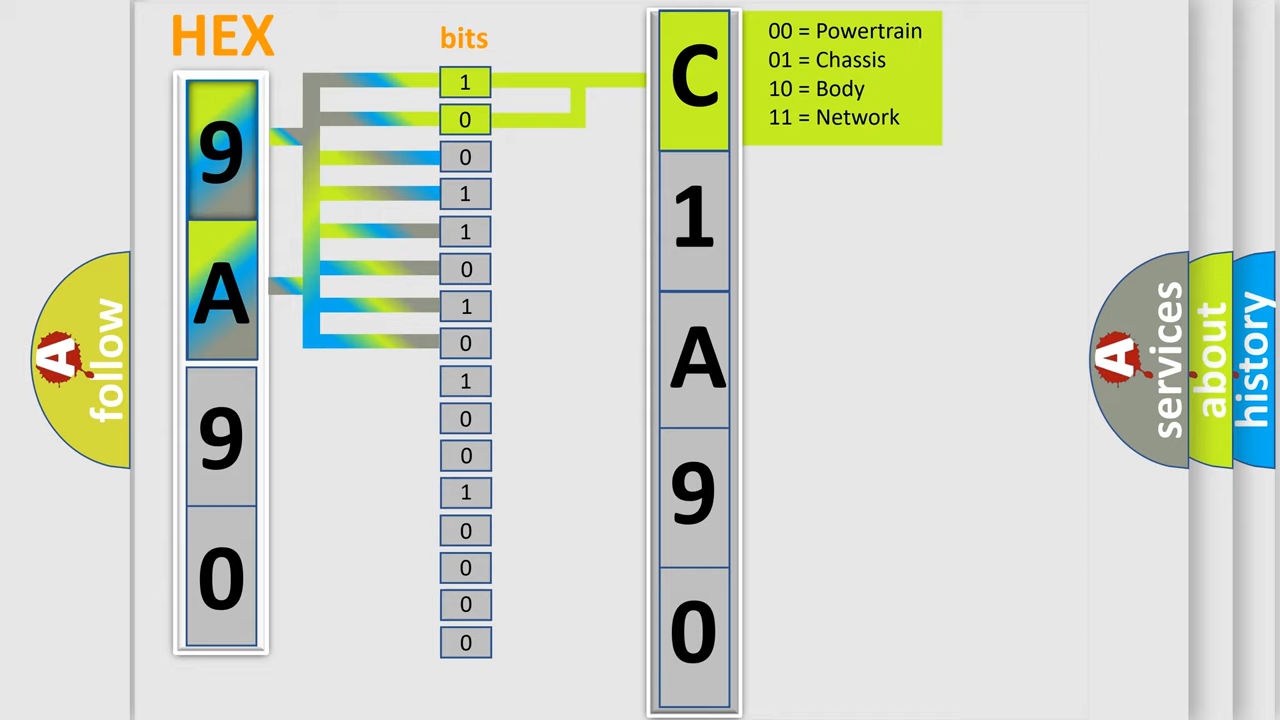 HEX
bits
9
A
9
0
1
0
0
1
1
0
1
0
1
0
0
1
0
0
0
0
C
1
A
9
0
00 = Powertrain
01 = Chassis
10 = Body
11 = Network
A
follow
A
services
about
history